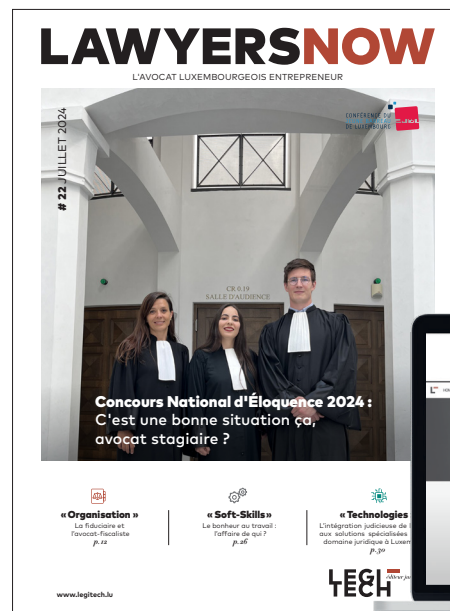 LAWYERSNOW
L'AVOCAT LUXEMBOURGEOIS ENTREPRENEUR
# 22 JUILLET 2024
CONFÉRENCE DU
DE LUXEMBOURG
CR 0.19
SALLE D'AUDIENCE
Concours National d'Éloquence 2024 :
C'est une bonne situation ça,
avocat stagiaire ?
« Organisation »
La fiduciaire et
l'avocat-fiscaliste
p.12
« Soft-Skills »
Le bonheur au travail :
l'affaire de qui ?
p.26
« Technologies
L'intégration judicieuse de l
aux solutions spécialisées
domaine juridique à Luxem
p.30
www.legitech.lu
LEGI
TECH
éditeur